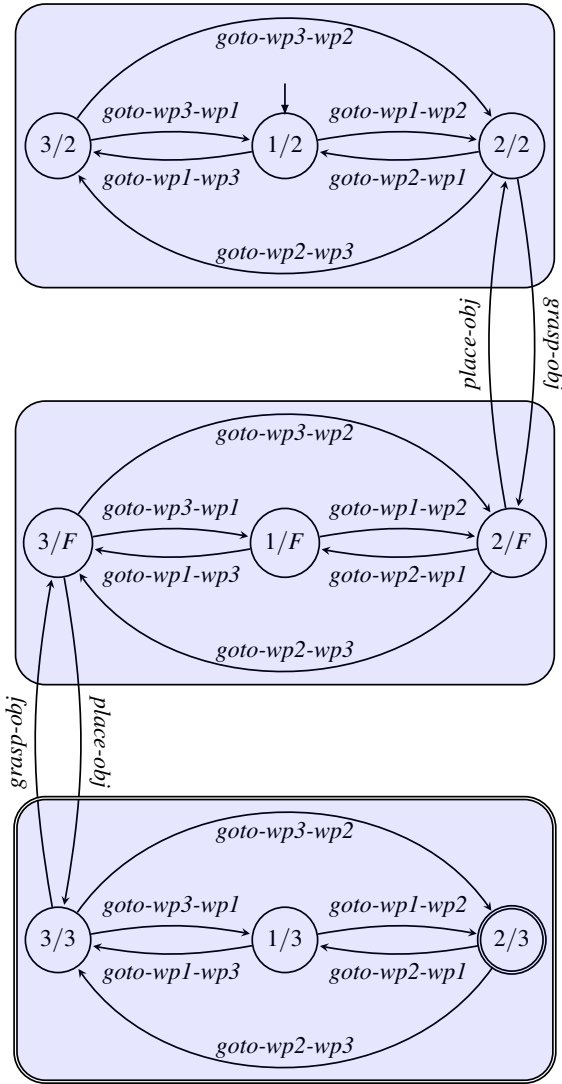 goto-wp3-wp2
goto-wp3-wp1
goto-wp1-wp2
3/2
1/2
2/2
goto-wp1-wp3
goto-wp2-wp1
goto-wp2-wp3
place-obj
grasp-obj
goto-wp3-wp2
goto-wp3-wp1
goto-wp1-wp2
3/F
1/F
2/F
goto-wp1-wp3
goto-wp2-wp1
goto-wp2-wp3
grasp-obj
place-obj
goto-wp3-wp2
goto-wp3-wp1
goto-wp1-wp2
3/3
1/3
2/3
goto-wp1-wp3
goto-wp2-wp1
goto-wp2-wp3